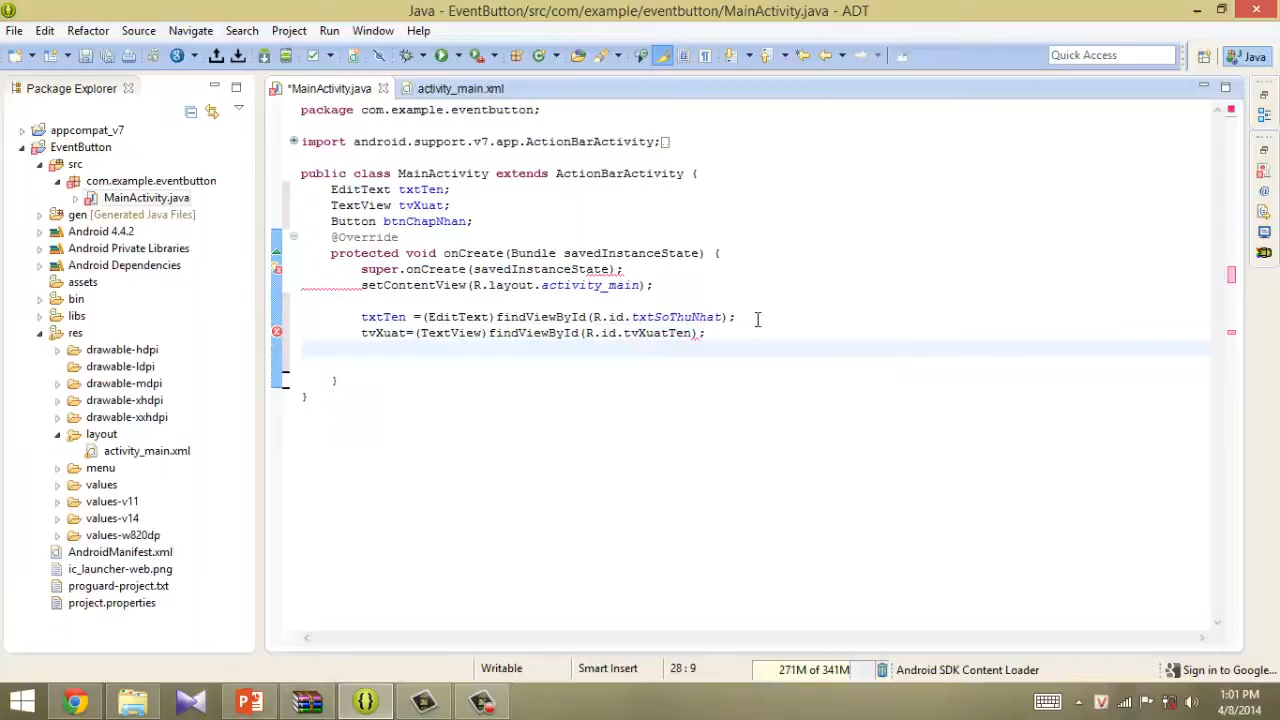 Java - EventButton/src/com/example/eventbutton/MainActivity.java - ADT
File Edit Refactor Source Navigate Search Project Run Window Help
Quick Access
Java
Package Explorer
*MainActivity.java
activity_main.xml
appcompat_v7
EventButton
src
com.example.eventbutton
MainActivity.java
gen [Generated Java Files]
Android 4.4.2
Android Private Libraries
Android Dependencies
assets
bin
libs
res
drawable-hdpi
drawable-ldpi
drawable-mdpi
drawable-xhdpi
drawable-xxhdpi
layout
activity_main.xml
menu
values
values-v11
values-v14
values-w820dp
AndroidManifest.xml
ic_launcher-web.png
proguard-project.txt
project.properties
package com.example.eventbutton;
import android.support.v7.app.ActionBarActivity;
public class MainActivity extends ActionBarActivity {
EditText txtTen;
TextView tvXuat;
Button btnChapNhan;
@Override
protected void onCreate(Bundle savedInstanceState) {
super.onCreate(savedInstanceState);
setContentView(R.layout.activity_main);
txtTen =(EditText)findViewById(R.id.txtSoThuNhat);
tvXuat=(TextView)findViewById(R.id.tvXuatTen);
}
}
Writable
Smart Insert
28 : 9
271M of 341M
Android SDK Content Loader
Sign in to Google...
1:01 PM
4/8/2014